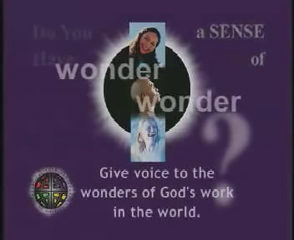 Do You a SENSE
Have of
wonder
wonder
?
Give voice to the
wonders of God's work
in the world.